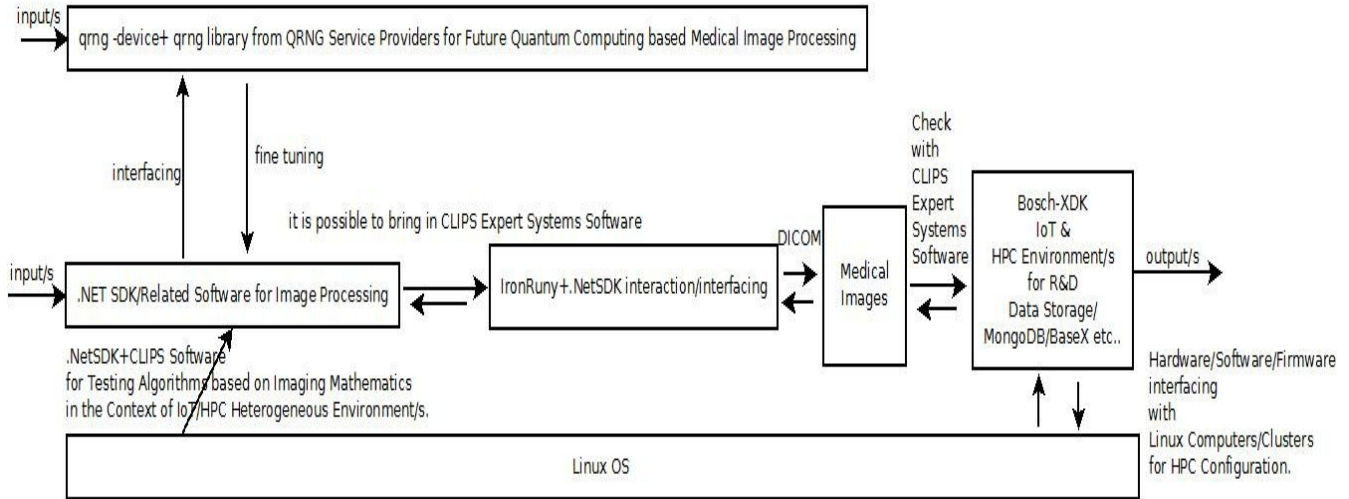 input/s
qrng -device+ qrng library from QRNG Service Providers for Future Quantum Computing based Medical Image Processing
interfacing
fine tuning
it is possible to bring in CLIPS Expert Systems Software
input/s
.NET SDK/Related Software for Image Processing
IronRuny+.NetSDK interaction/interfacing
DICOM
Medical
Images
Check
with
CLIPS
Expert
Systems
Software
Bosch-XDK
IoT &
HPC Environment/s
for R&D
Data Storage/
MongoDB/BaseX etc..
output/s
.NetSDK+CLIPS Software
for Testing Algorithms based on Imaging Mathematics
in the Context of IoT/HPC Heterogeneous Environment/s.
Hardware/Software/Firmware
interfacing
with
Linux Computers/Clusters
for HPC Configuration.
Linux OS